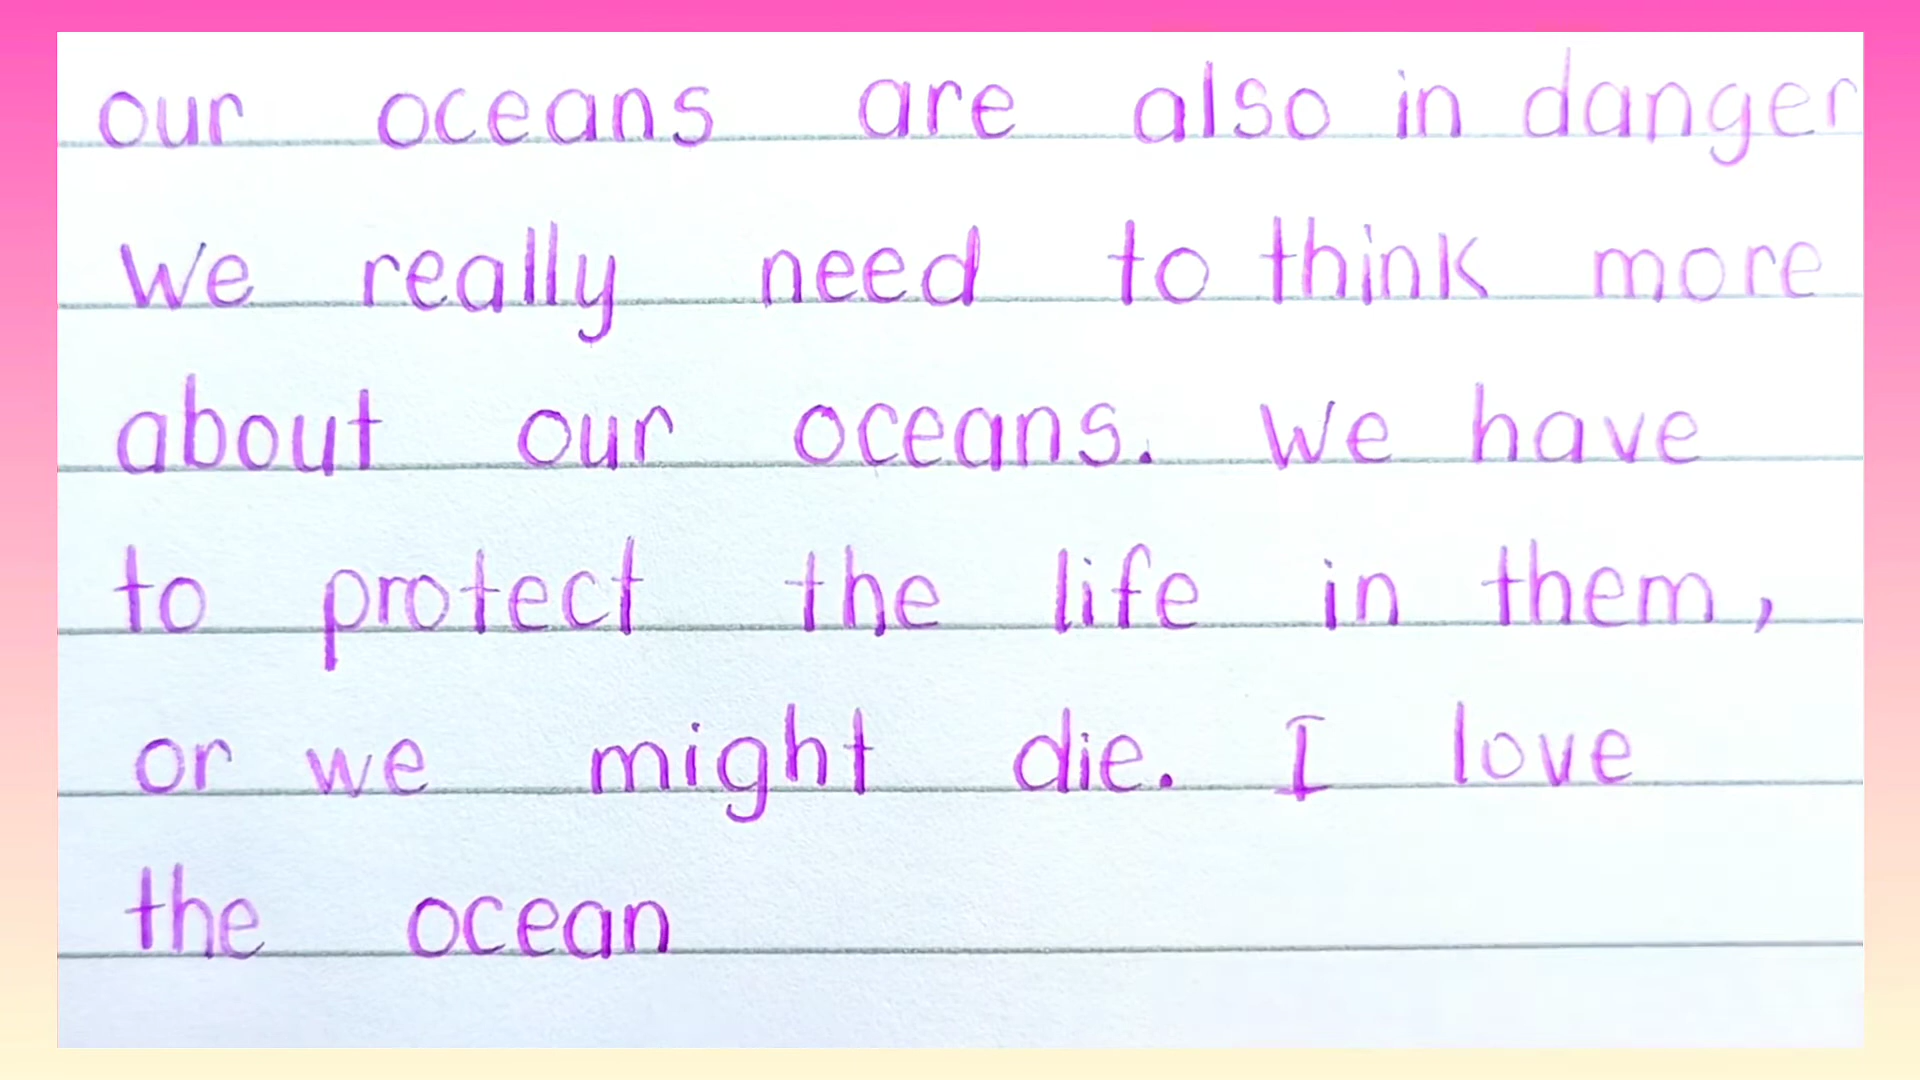 our oceans are also in danger
We really need to think more
about our oceans. We have
to protect the life in them,
or we might die. I love
the ocean